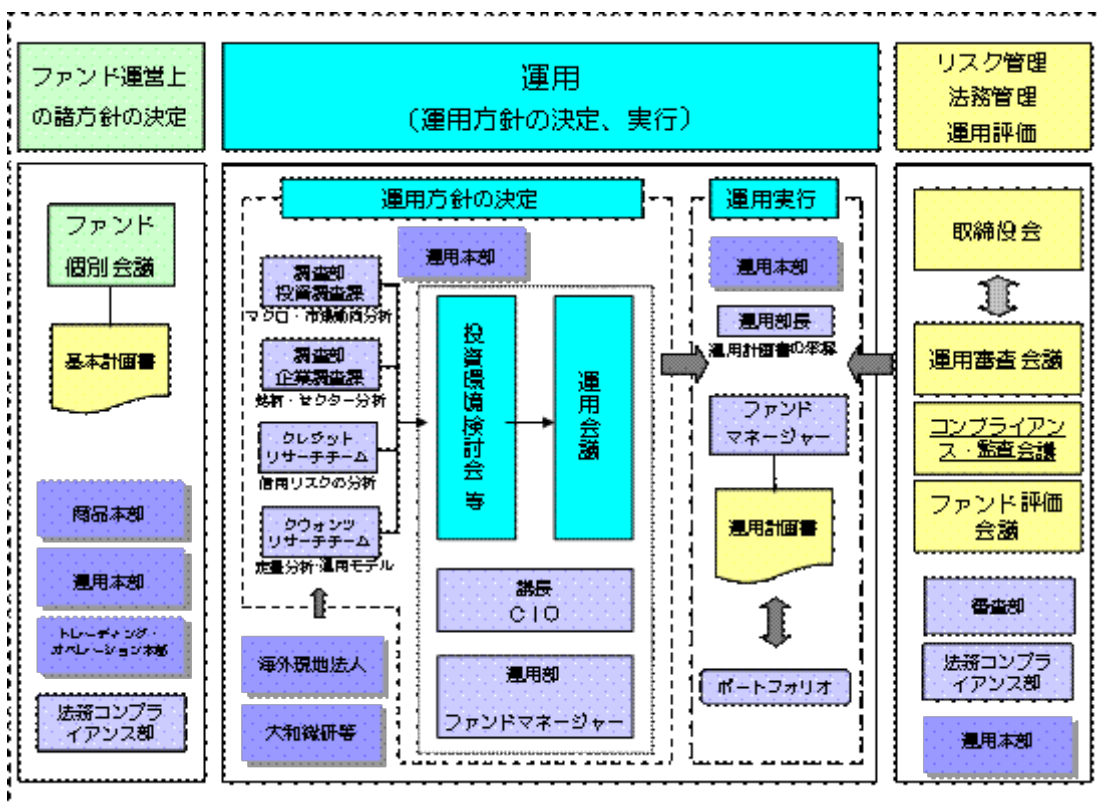 ファンド運営上
の諸方針の決定
ファンド
個別会議
基本計画書
商品本部
運用本部
トレーディング・
オペレーション本部
法務コンプラ
イアンス部
運用
(運用方針の決定、実行)
運用方針の決定
運用本部
調査部
投資調査課
マクロ・市場動向分析
調査部
企業調査課
銘柄・セクター分析
クレジット
リサーチチーム
信用リスクの分析
クウォンツ
リサーチチーム
定量分析・運用モデル
海外現地法人
大和総研等
投資環境検討会 等
運用会議
議長
CIO
運用部
ファンドマネージャー
運用実行
運用本部
運用部長
運用計画書の承認
ファンド
マネージャー
運用計画書
ポートフォリオ
リスク管理
法務管理
運用評価
取締役会
運用審査会議
コンプライアン
ス・監査会議
ファンド評価
会議
審査部
法務コンプラ
イアンス部
運用本部